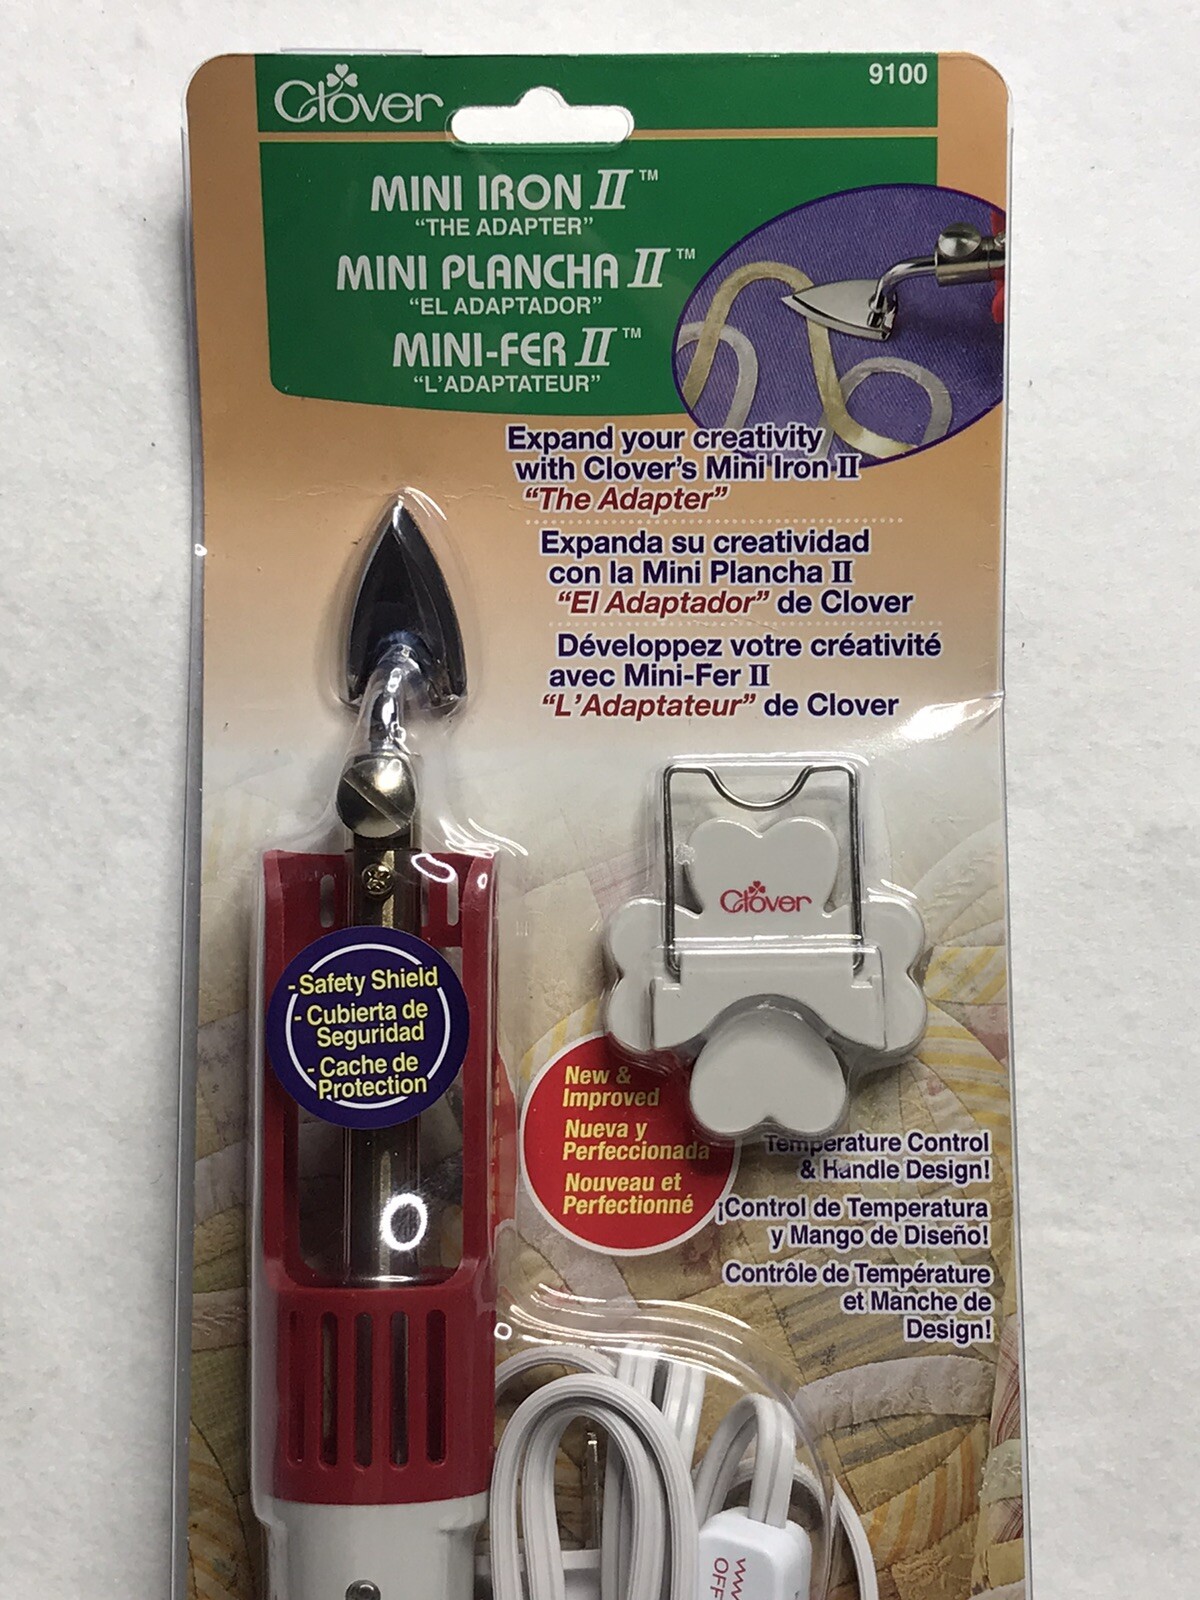 Clover
9100
MINI IRON II™
“THE ADAPTER”
MINI PLANCHA II™
“EL ADAPTADOR”
MINI-FER II™
“L’ADAPTATEUR”
Expand your creativity
with Clover’s Mini Iron II
“The Adapter”
Expanda su creatividad
con la Mini Plancha II
“El Adaptador” de Clover
Développez votre créativité
avec Mini-Fer II
“L’Adaptateur” de Clover
Clover
-Safety Shield
- Cubierta de
Seguridad
- Cache de
Protection
New &
Improved
Nueva y
Perfeccionada
Nouveau et
Perfectionné
Temperature Control
& Handle Design!
¡Control de Temperatura
y Mango de Diseño!
Contrôle de Température
et Manche de
Design!
OFF